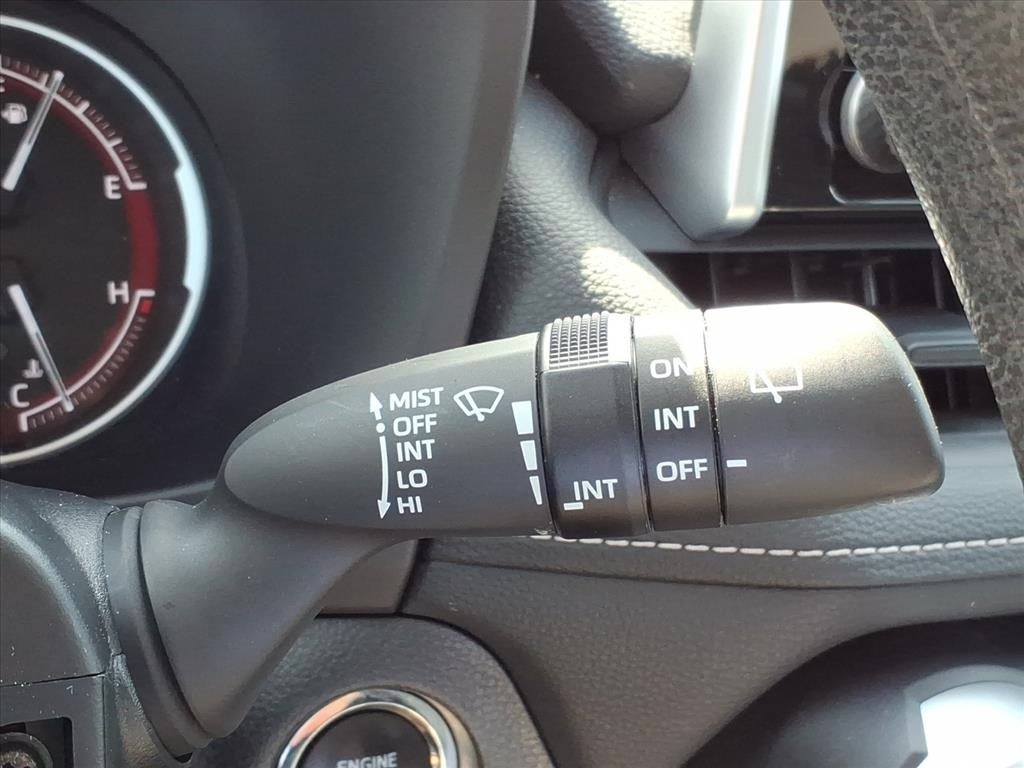 F
E
H
C
MIST
OFF
INT
LO
HI
INT
ON
INT
OFF
ENGINE